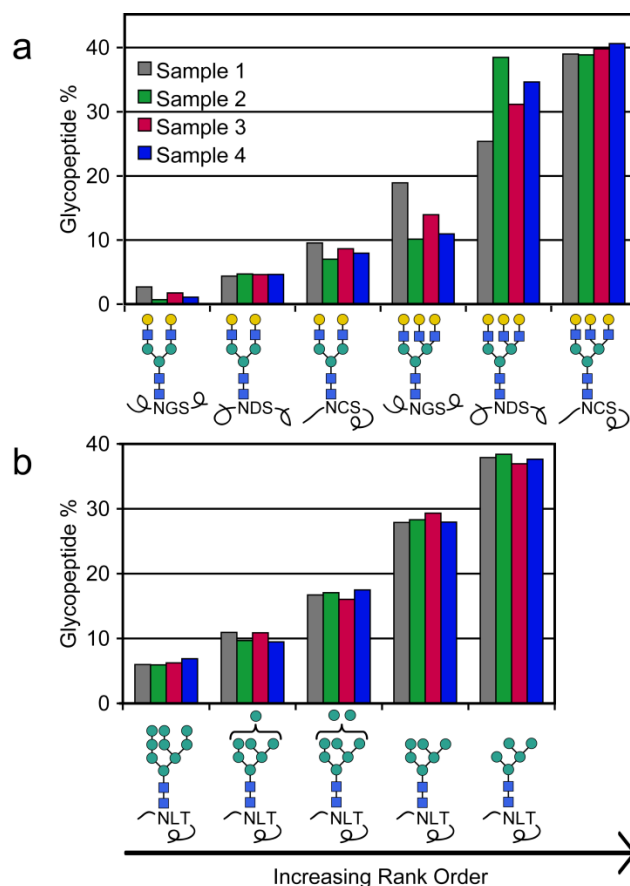 a
Glycopeptide %
40
30
20
10
0
Sample 1
Sample 2
Sample 3
Sample 4
NGS
NDS
NCS
NGS
NDS
NCS
b
Glycopeptide %
40
30
20
10
0
NLT
NLT
NLT
NLT
NLT
Increasing Rank Order